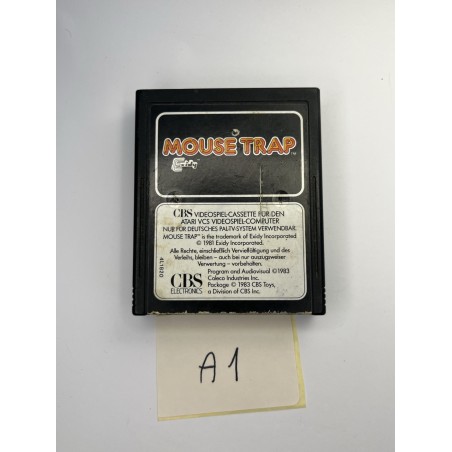 MOUSE TRAP™
Exidy
CBS VIDEOSPIEL-CASSETTE FÜR DEN
ATARI VCS VIDEOSPIEL-COMPUTER
NUR FÜR DEUTSCHES PAL-TV-SYSTEM VERWENDBAR.
MOUSE TRAP™ is the trademark of Exidy Incorporated
© 1981 Exidy Incorporated.
Alle Rechte, einschließlich Vervielfältigung und des
Verleihs, bleiben – auch bei nur auszugsweiser
Verwertung – vorbehalten.
Program and Audiovisual ©1983
Coleco Industries Inc.
Package © 1983 CBS Toys,
a Division of CBS Inc.
CBS
ELECTRONICS
A1